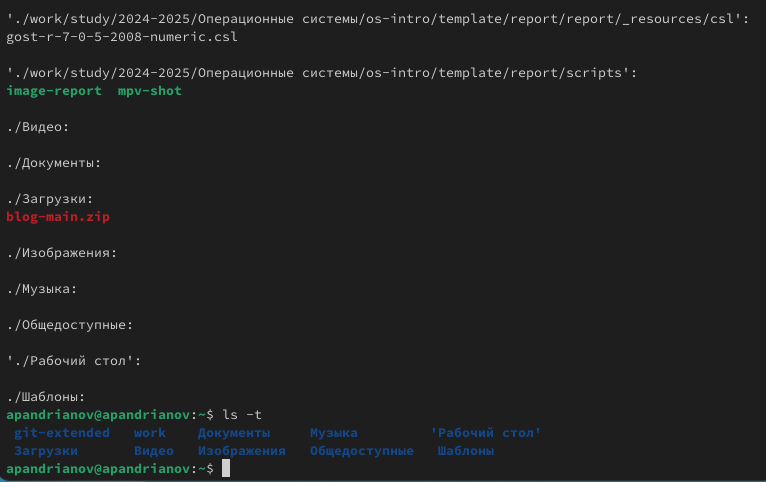 './work/study/2024-2025/Операционные системы/os-intro/template/report/report/_resources/csl':
gost-r-7-0-5-2008-numeric.csl
'./work/study/2024-2025/Операционные системы/os-intro/template/report/scripts':
image-report  mpv-shot
./Видео:
./Документы:
./Загрузки:
blog-main.zip
./Изображения:
./Музыка:
./Общедоступные:
'./Рабочий стол':
./Шаблоны:
apandrianov@apandrianov:~$ ls -t
git-extended   work   Документы     Музыка         'Рабочий стол'
Загрузки       Видео  Изображения   Общедоступные   Шаблоны
apandrianov@apandrianov:~$